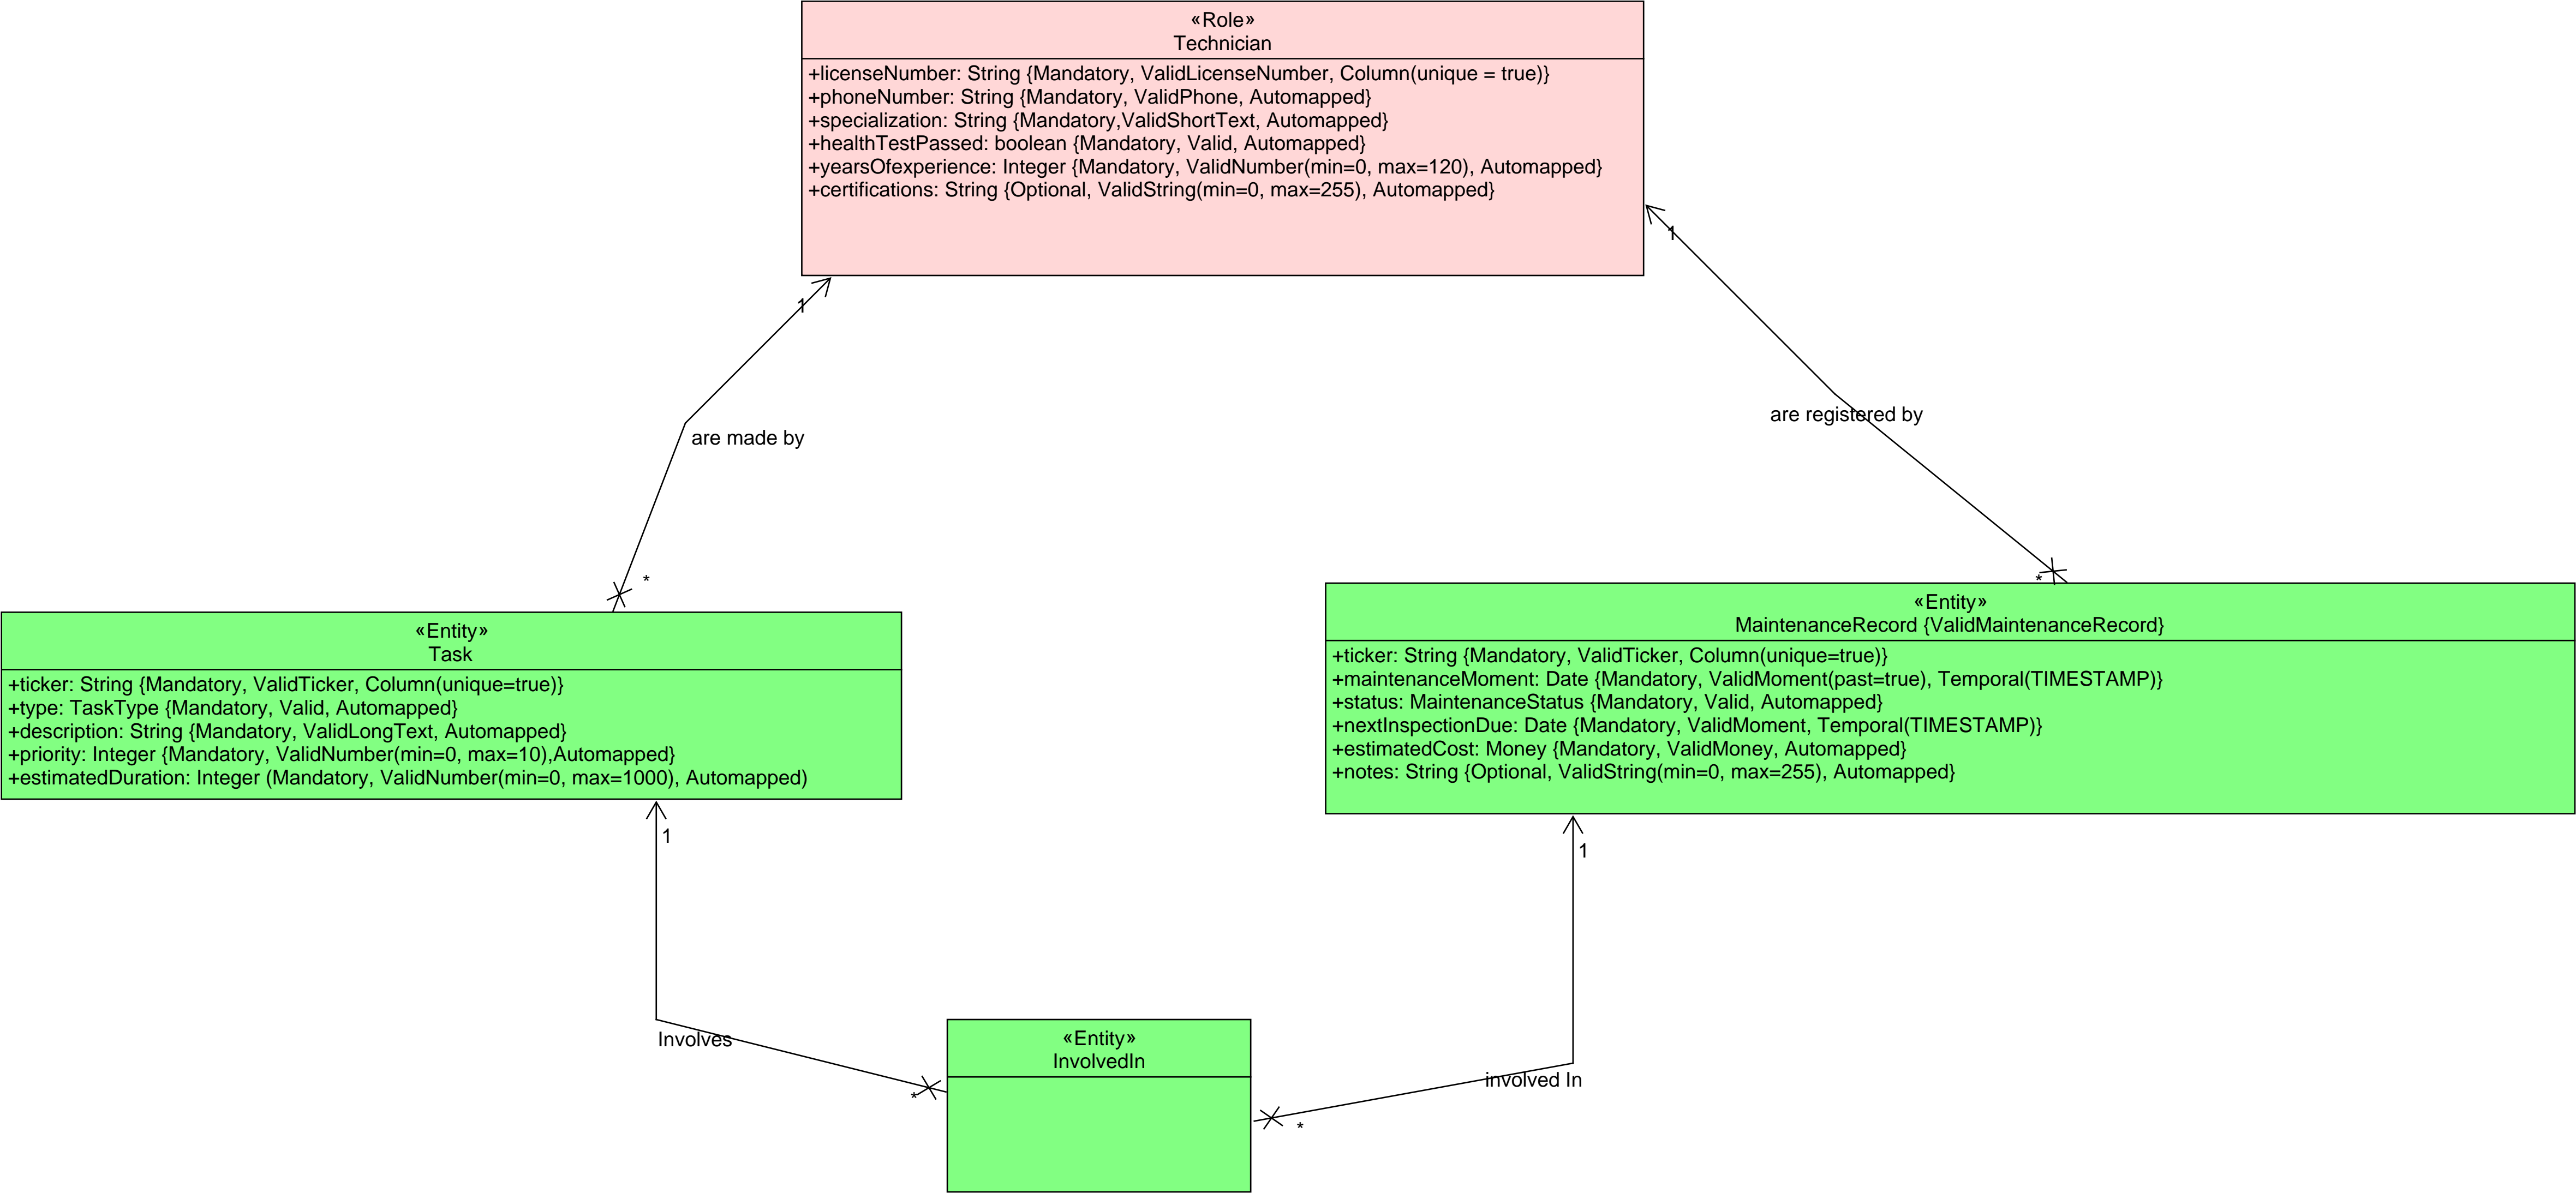 «Role»
Technician
+licenseNumber: String {Mandatory, ValidLicenseNumber, Column(unique = true)}
+phoneNumber: String {Mandatory, ValidPhone, Automapped}
+specialization: String {Mandatory,ValidShortText, Automapped}
+healthTestPassed: boolean {Mandatory, Valid, Automapped}
+yearsOfexperience: Integer {Mandatory, ValidNumber(min=0, max=120), Automapped}
+certifications: String {Optional, ValidString(min=0, max=255), Automapped}
1
1
are made by
are registered by
*
*
«Entity»
Task
+ticker: String {Mandatory, ValidTicker, Column(unique=true)}
+type: TaskType {Mandatory, Valid, Automapped}
+description: String {Mandatory, ValidLongText, Automapped}
+priority: Integer {Mandatory, ValidNumber(min=0, max=10),Automapped}
+estimatedDuration: Integer (Mandatory, ValidNumber(min=0, max=1000), Automapped)
«Entity»
MaintenanceRecord {ValidMaintenanceRecord}
+ticker: String {Mandatory, ValidTicker, Column(unique=true)}
+maintenanceMoment: Date {Mandatory, ValidMoment(past=true), Temporal(TIMESTAMP)}
+status: MaintenanceStatus {Mandatory, Valid, Automapped}
+nextInspectionDue: Date {Mandatory, ValidMoment, Temporal(TIMESTAMP)}
+estimatedCost: Money {Mandatory, ValidMoney, Automapped}
+notes: String {Optional, ValidString(min=0, max=255), Automapped}
1
1
Involves
involved In
*
*
«Entity»
InvolvedIn